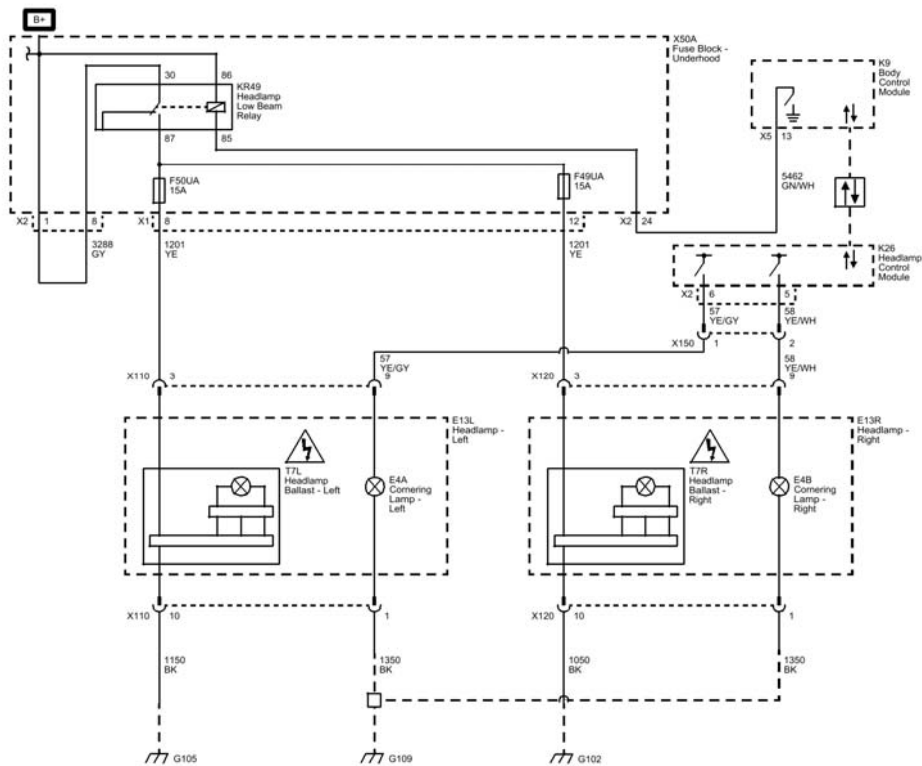 B+
X50A
Fuse Block -
Underhood
K9
Body
Control
Module
30
86
KR49
Headlamp
Low Beam
Relay
87
85
X5
13
F50UA
15A
F49UA
15A
5462
GN/WH
X2
1
8
X1
8
12
X2
24
3288
GY
1201
YE
1201
YE
K26
Headlamp
Control
Module
X2
6
5
57
YE/GY
58
YE/WH
X150
1
2
57
YE/GY
58
YE/WH
X110
3
9
X120
3
9
E13L
Headlamp -
Left
E13R
Headlamp -
Right
T7L
Headlamp
Ballast - Left
E4A
Cornering
Lamp -
Left
T7R
Headlamp
Ballast -
Right
E4B
Cornering
Lamp -
Right
X110
10
1
X120
10
1
1150
BK
1350
BK
1050
BK
1350
BK
G105
G109
G102